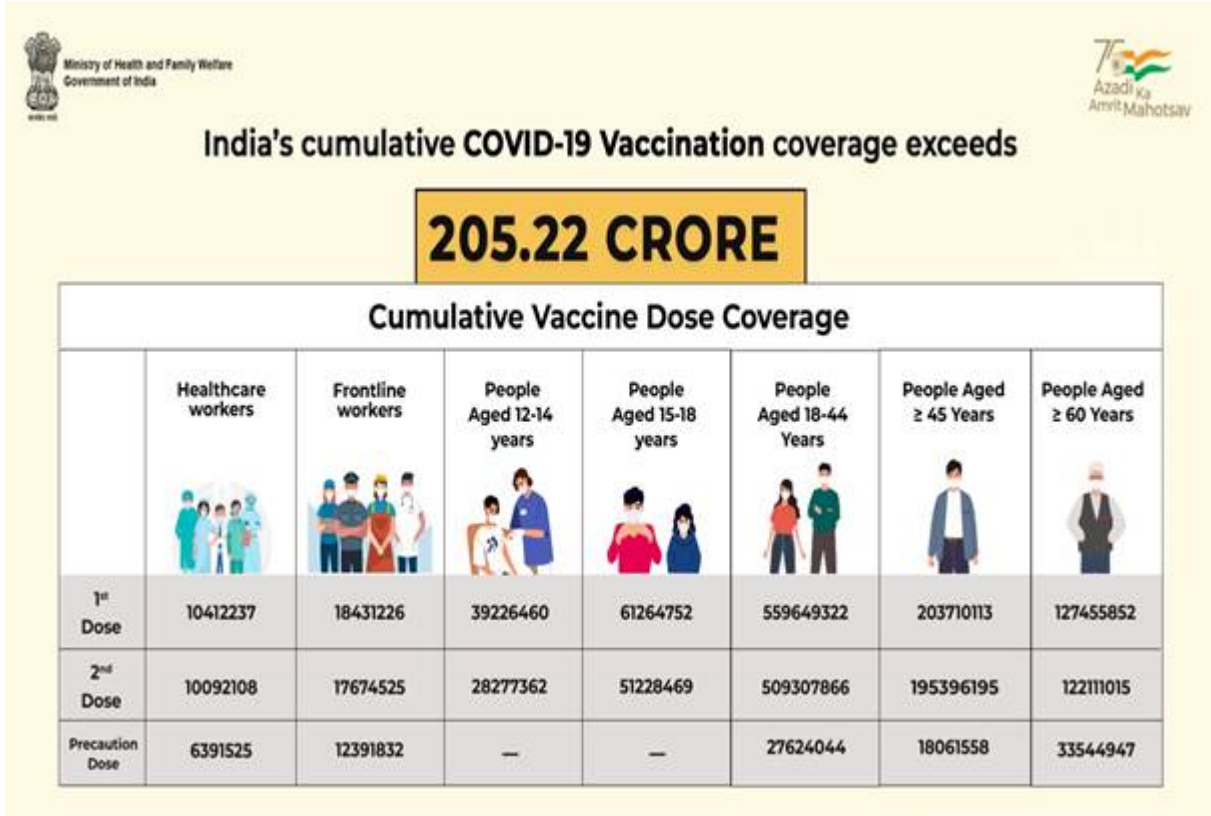 Ministry of Health and Family Welfare
Government of India
75
Azadi Ka
Amrit Mahotsav
India's cumulative COVID-19 Vaccination coverage exceeds
205.22 CRORE
Cumulative Vaccine Dose Coverage
Healthcare workers
Frontline workers
People Aged 12-14 years
People Aged 15-18 years
People Aged 18-44 Years
People Aged ≥ 45 Years
People Aged ≥ 60 Years
1st Dose 10412237 18431226 39226460 61264752 559649322 203710113 127455852
2nd Dose 10092108 17674525 28277362 51228469 509307866 195396195 122111015
Precaution Dose 6391525 12391832 — — 27624044 18061558 33544947